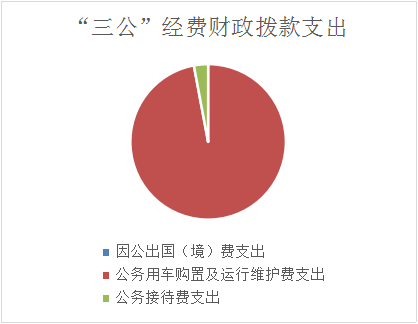 “三公”经费财政拨款支出
因公出国（境）费支出
公务用车购置及运行维护费支出
公务接待费支出